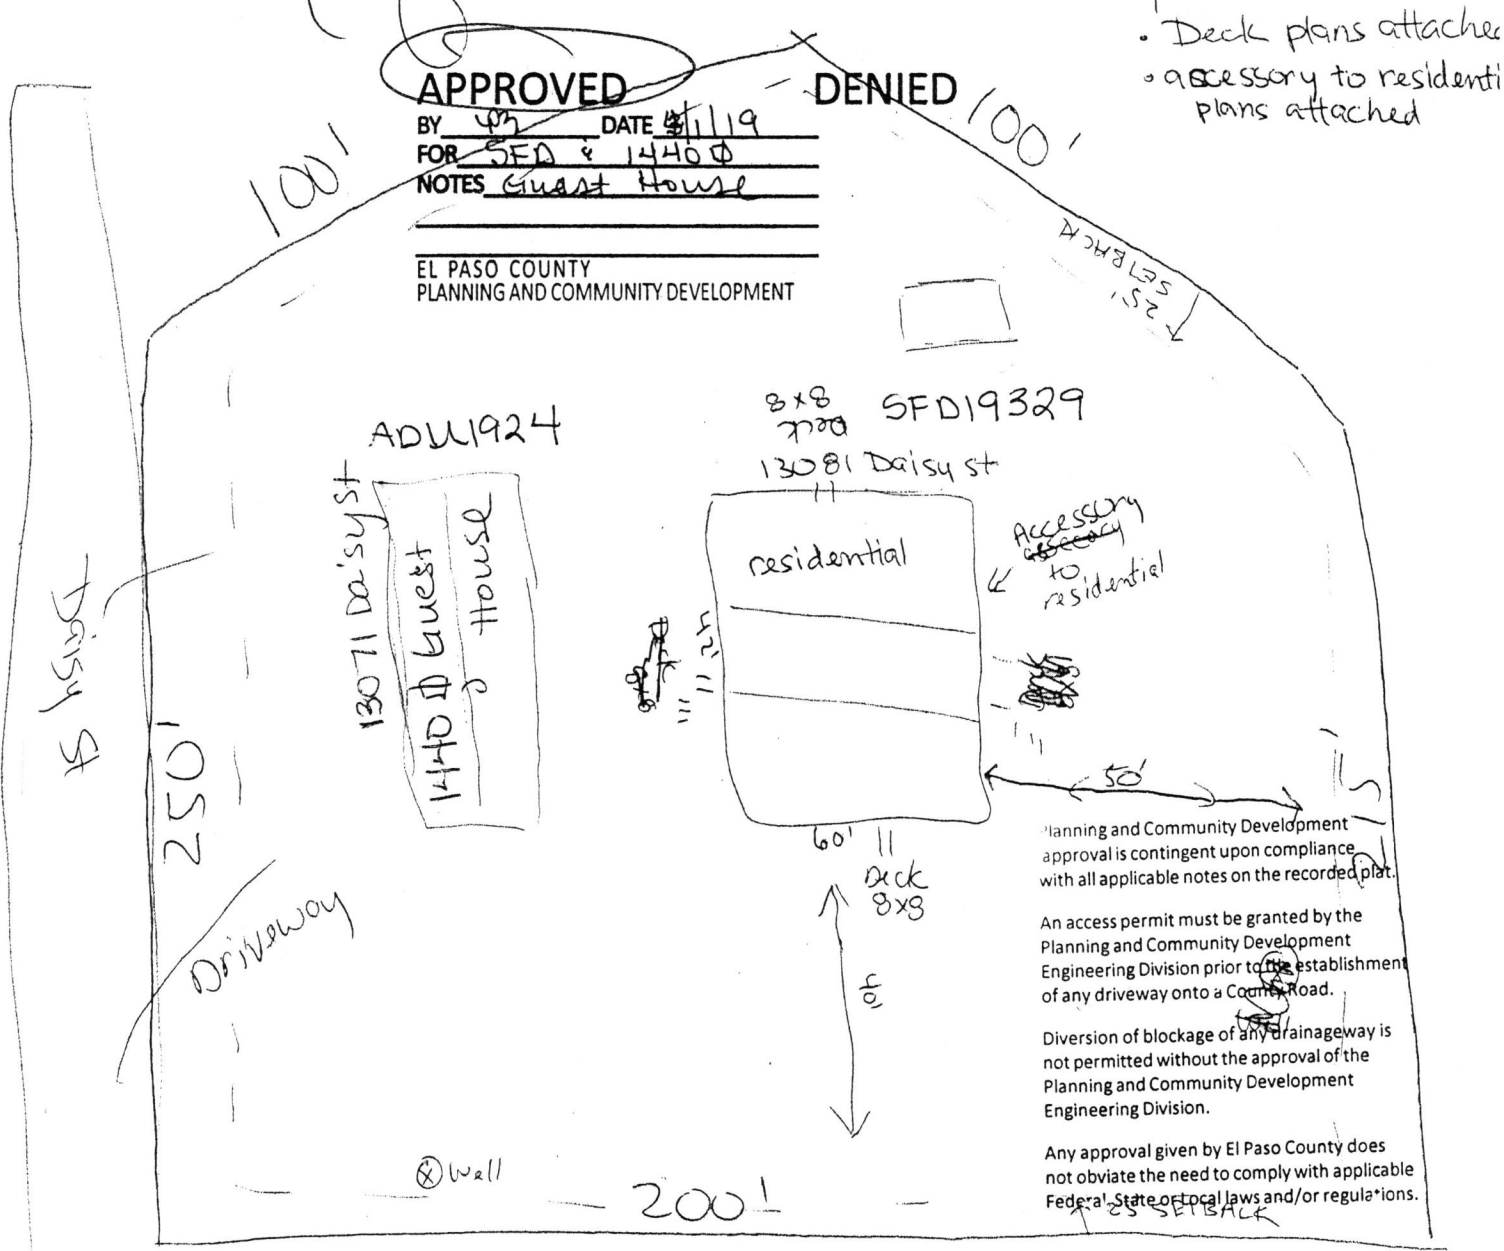 • Deck plans attached
• accessory to residenti
plans attached
APPROVED
DENIED
BY
DATE 4/1/19
FOR SFD & 1440⌀
NOTES Guest House
EL PASO COUNTY
PLANNING AND COMMUNITY DEVELOPMENT
100'
100'
25' SETBACK
ADU1924
8x8
Deck
SFD19329
13081 Daisy st
13071 Daisy st
1440⌀ Guest
House
residential
Accessory
to
residential
42'
Daisy St
250'
50'
60'
Deck
8x8
40'
Driveway
Planning and Community Development
approval is contingent upon compliance
with all applicable notes on the recorded plat.
An access permit must be granted by the
Planning and Community Development
Engineering Division prior to the establishment
of any driveway onto a County Road.
Diversion of blockage of any drainageway is
not permitted without the approval of the
Planning and Community Development
Engineering Division.
Any approval given by El Paso County does
not obviate the need to comply with applicable
Federal, State or Local laws and/or regulations.
25' SETBACK
Well
200'